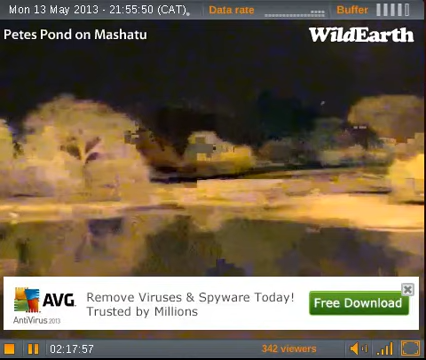 Mon 13 May 2013 - 21:55:50 (CAT)
Data rate
Buffer
Petes Pond on Mashatu
WildEarth
AVG
AntiVirus 2013
Remove Viruses & Spyware Today!
Trusted by Millions
Free Download
02:17:57
342 viewers